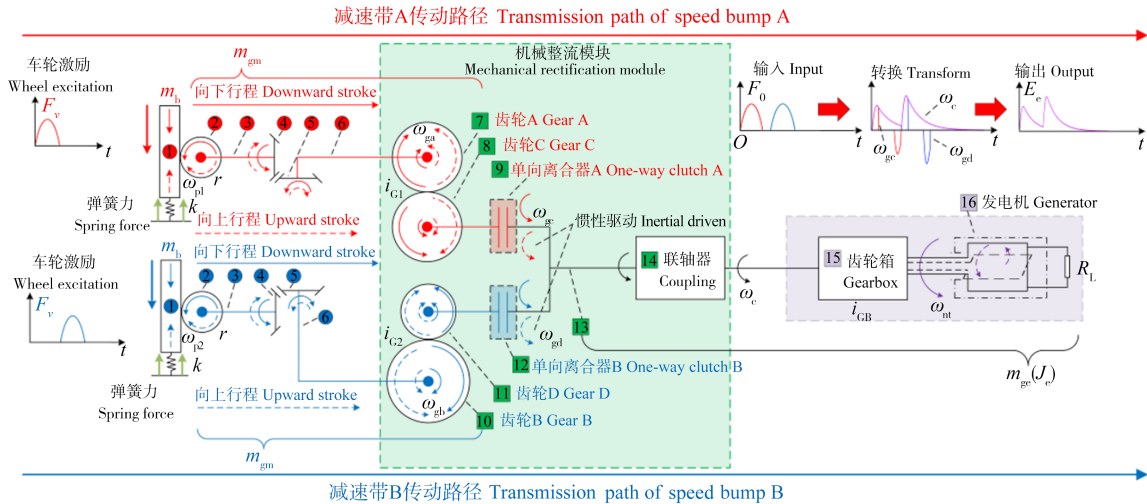 减速带A传动路径 Transmission path of speed bump A
车轮激励
Wheel excitation
F_v
t
m_b
m_gm
向下行程 Downward stroke
1
2
3
4
5
6
ω_p1
r
弹簧力
Spring force
k
向上行程 Upward stroke
机械整流模块
Mechanical rectification module
ω_ga
i_G1
7 齿轮A Gear A
8 齿轮C Gear C
9 单向离合器A One-way clutch A
ω_gc
惯性驱动 Inertial driven
14 联轴器
Coupling
ω_c
输入 Input
F_0
O
t
转换 Transform
ω_c
ω_gc
ω_gd
t
输出 Output
E_e
t
16 发电机 Generator
15 齿轮箱
Gearbox
i_GB
ω_nt
R_L
m_ge(J_e)
车轮激励
Wheel excitation
F_v
t
m_b
向下行程 Downward stroke
1
2
3
4
5
6
ω_p2
r
弹簧力
Spring force
k
向上行程 Upward stroke
m_gm
i_G2
ω_gb
ω_gd
13
12 单向离合器B One-way clutch B
11 齿轮D Gear D
10 齿轮B Gear B
减速带B传动路径 Transmission path of speed bump B